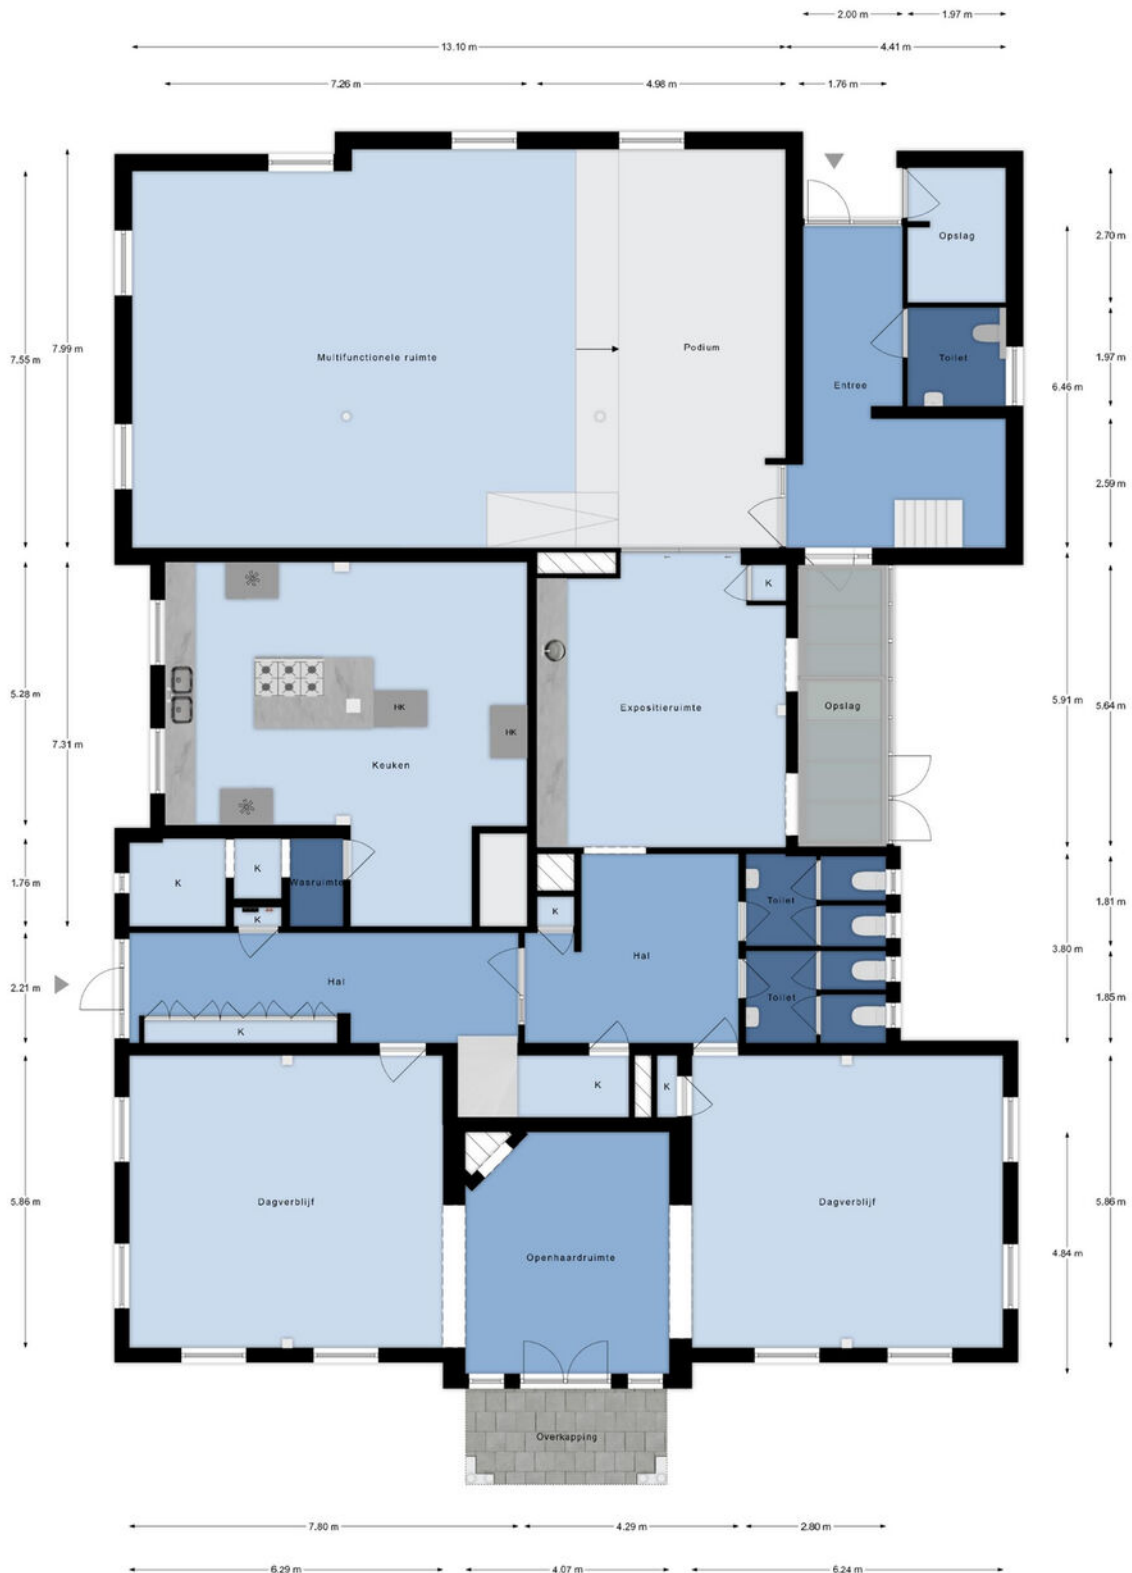 2.00 m
1.97 m
13.10 m
4.41 m
7.26 m
4.98 m
1.76 m
Opslag
2.70 m
7.55 m
7.99 m
Multifunctionele ruimte
Podium
Toilet
1.97 m
Entree
6.46 m
2.59 m
K
5.28 m
7.31 m
HK
HK
Keuken
Expositieruimte
Opslag
5.91 m
5.64 m
1.76 m
K
K
Wasruimte
K
K
Toilet
1.81 m
3.80 m
2.21 m
Hal
Hal
Toilet
1.85 m
K
K
K
5.86 m
Dagverblijf
Openhaardruimte
Dagverblijf
4.84 m
5.86 m
Overkapping
7.80 m
4.29 m
2.80 m
6.29 m
4.07 m
6.24 m